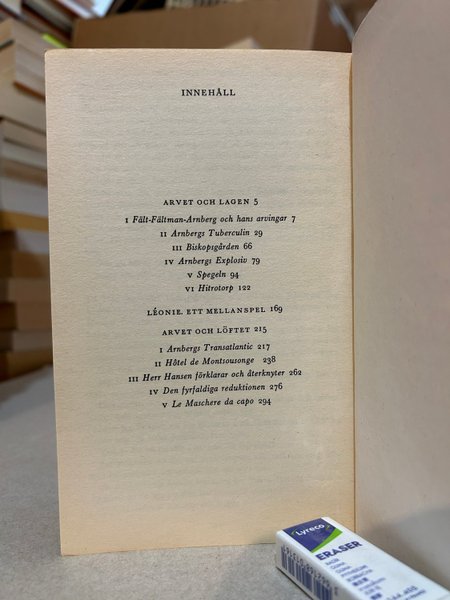 INNEHÅLL
ARVET OCH LAGEN 5
I Fält-Fältman-Arnberg och hans arvingar 7
II Arnbergs Tuberculin 29
III Biskopsgården 66
IV Arnbergs Explosiv 79
V Spegeln 94
VI Hitrotorp 122
LÉONIE. ETT MELLANSPEL 169
ARVET OCH LÖFTET 215
I Arnbergs Transatlantic 217
II Hôtel de Montsousonge 238
III Herr Hansen förklarar och återknyter 262
IV Den fyrfaldiga reduktionen 276
V Le Maschere da capo 294
Lyreco
ERASER